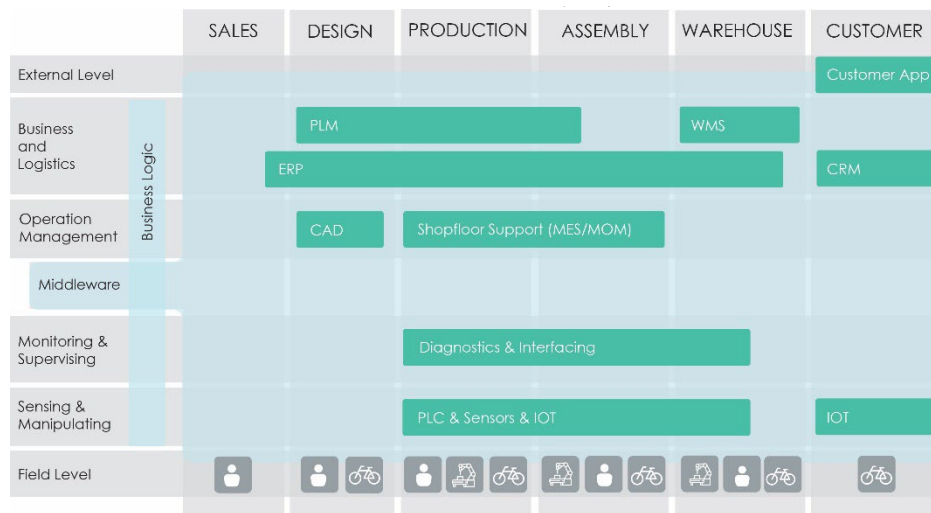 SALES
DESIGN
PRODUCTION
ASSEMBLY
WAREHOUSE
CUSTOMER
External Level
Customer App
Business
and
Logistics
Business Logic
PLM
WMS
ERP
CRM
Operation
Management
CAD
Shopfloor Support (MES/MOM)
Middleware
Monitoring &
Supervising
Diagnostics & Interfacing
Sensing &
Manipulating
PLC & Sensors & IOT
IOT
Field Level